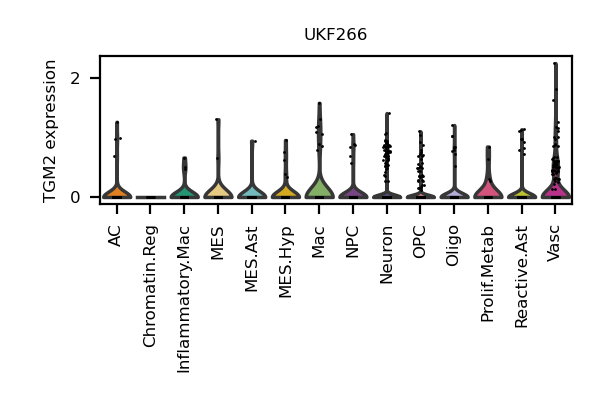 UKF266
TGM2 expression
2
0
AC
Chromatin.Reg
Inflammatory.Mac
MES
MES.Ast
MES.Hyp
Mac
NPC
Neuron
OPC
Oligo
Prolif.Metab
Reactive.Ast
Vasc